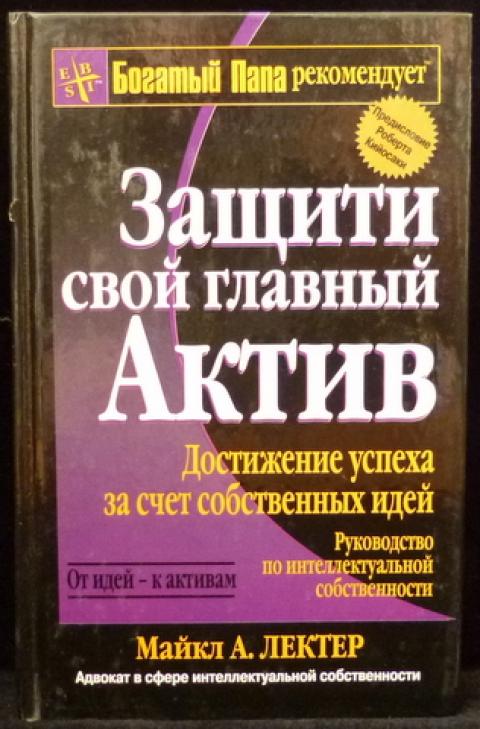 E B
S I
Богатый Папа рекомендует™
Предисловие
Роберта
Кийосаки
Защити
свой главный
Актив
Достижение успеха
за счет собственных идей
Руководство
по интеллектуальной
собственности
От идей – к активам
Майкл А. ЛЕКТЕР
Адвокат в сфере интеллектуальной собственности